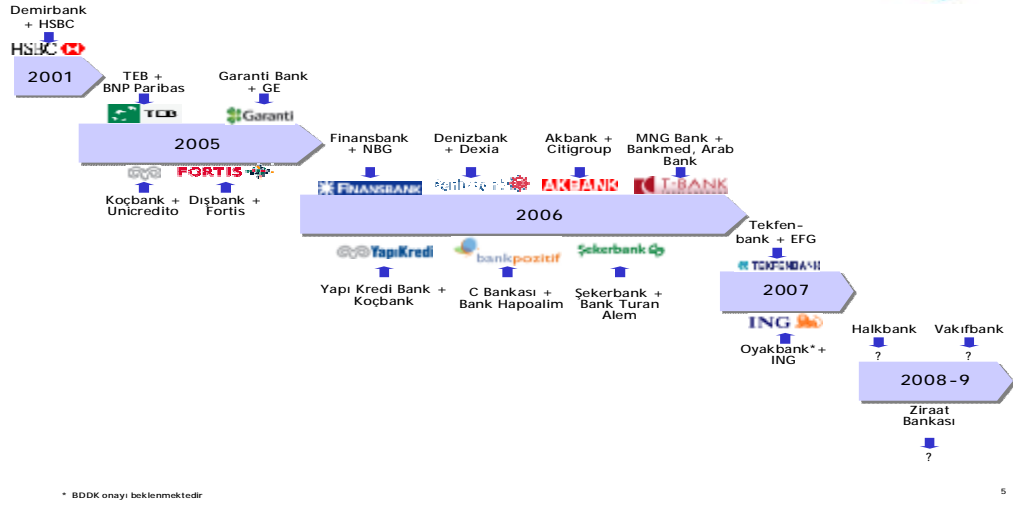 Demirbank
+ HSBC
HSBC
2001
TEB +
BNP Paribas
Garanti Bank
+ GE
TEB
Garanti
2005
FORTIS
Koçbank +
Unicredito
Dışbank +
Fortis
Finansbank
+ NBG
Denizbank
+ Dexia
Akbank +
Citigroup
MNG Bank +
Bankmed, Arab
Bank
FINANSBANK
AKBANK
T-BANK
2006
YapıKredi
bankpozitif
Şekerbank
Yapı Kredi Bank +
Koçbank
C Bankası +
Bank Hapoalim
Şekerbank +
Bank Turan
Alem
Tekfen-
bank + EFG
TEKFENBANK
2007
ING
Oyakbank*+
ING
Halkbank
?
Vakıfbank
?
2008-9
Ziraat
Bankası
?
* BDDK onayı beklenmektedir
5